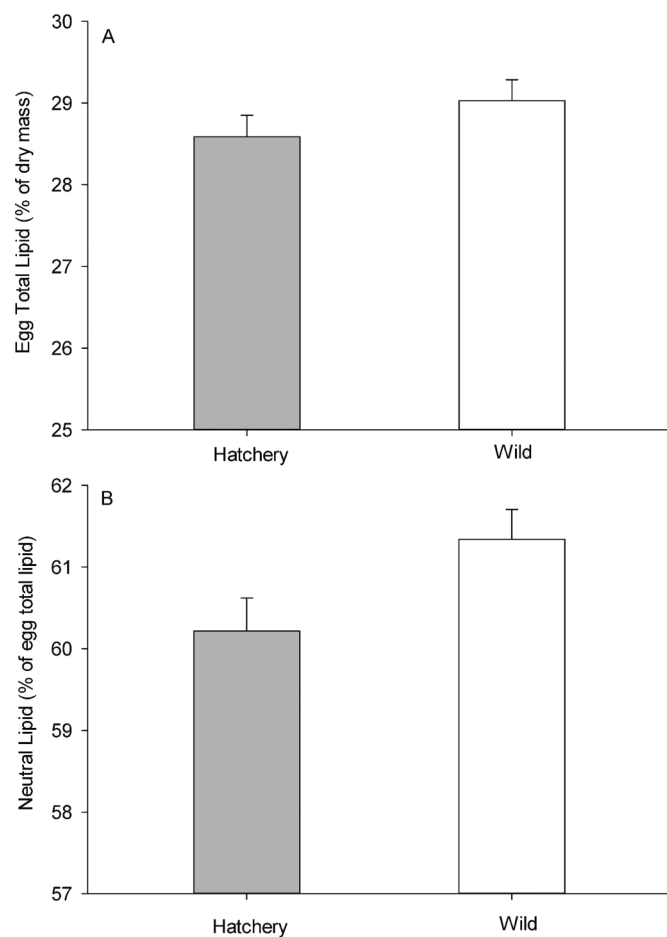 A
Egg Total Lipid (% of dry mass)
30
29
28
27
26
25
Hatchery Wild
B
Neutral Lipid (% of egg total lipid)
62
61
60
59
58
57
Hatchery Wild